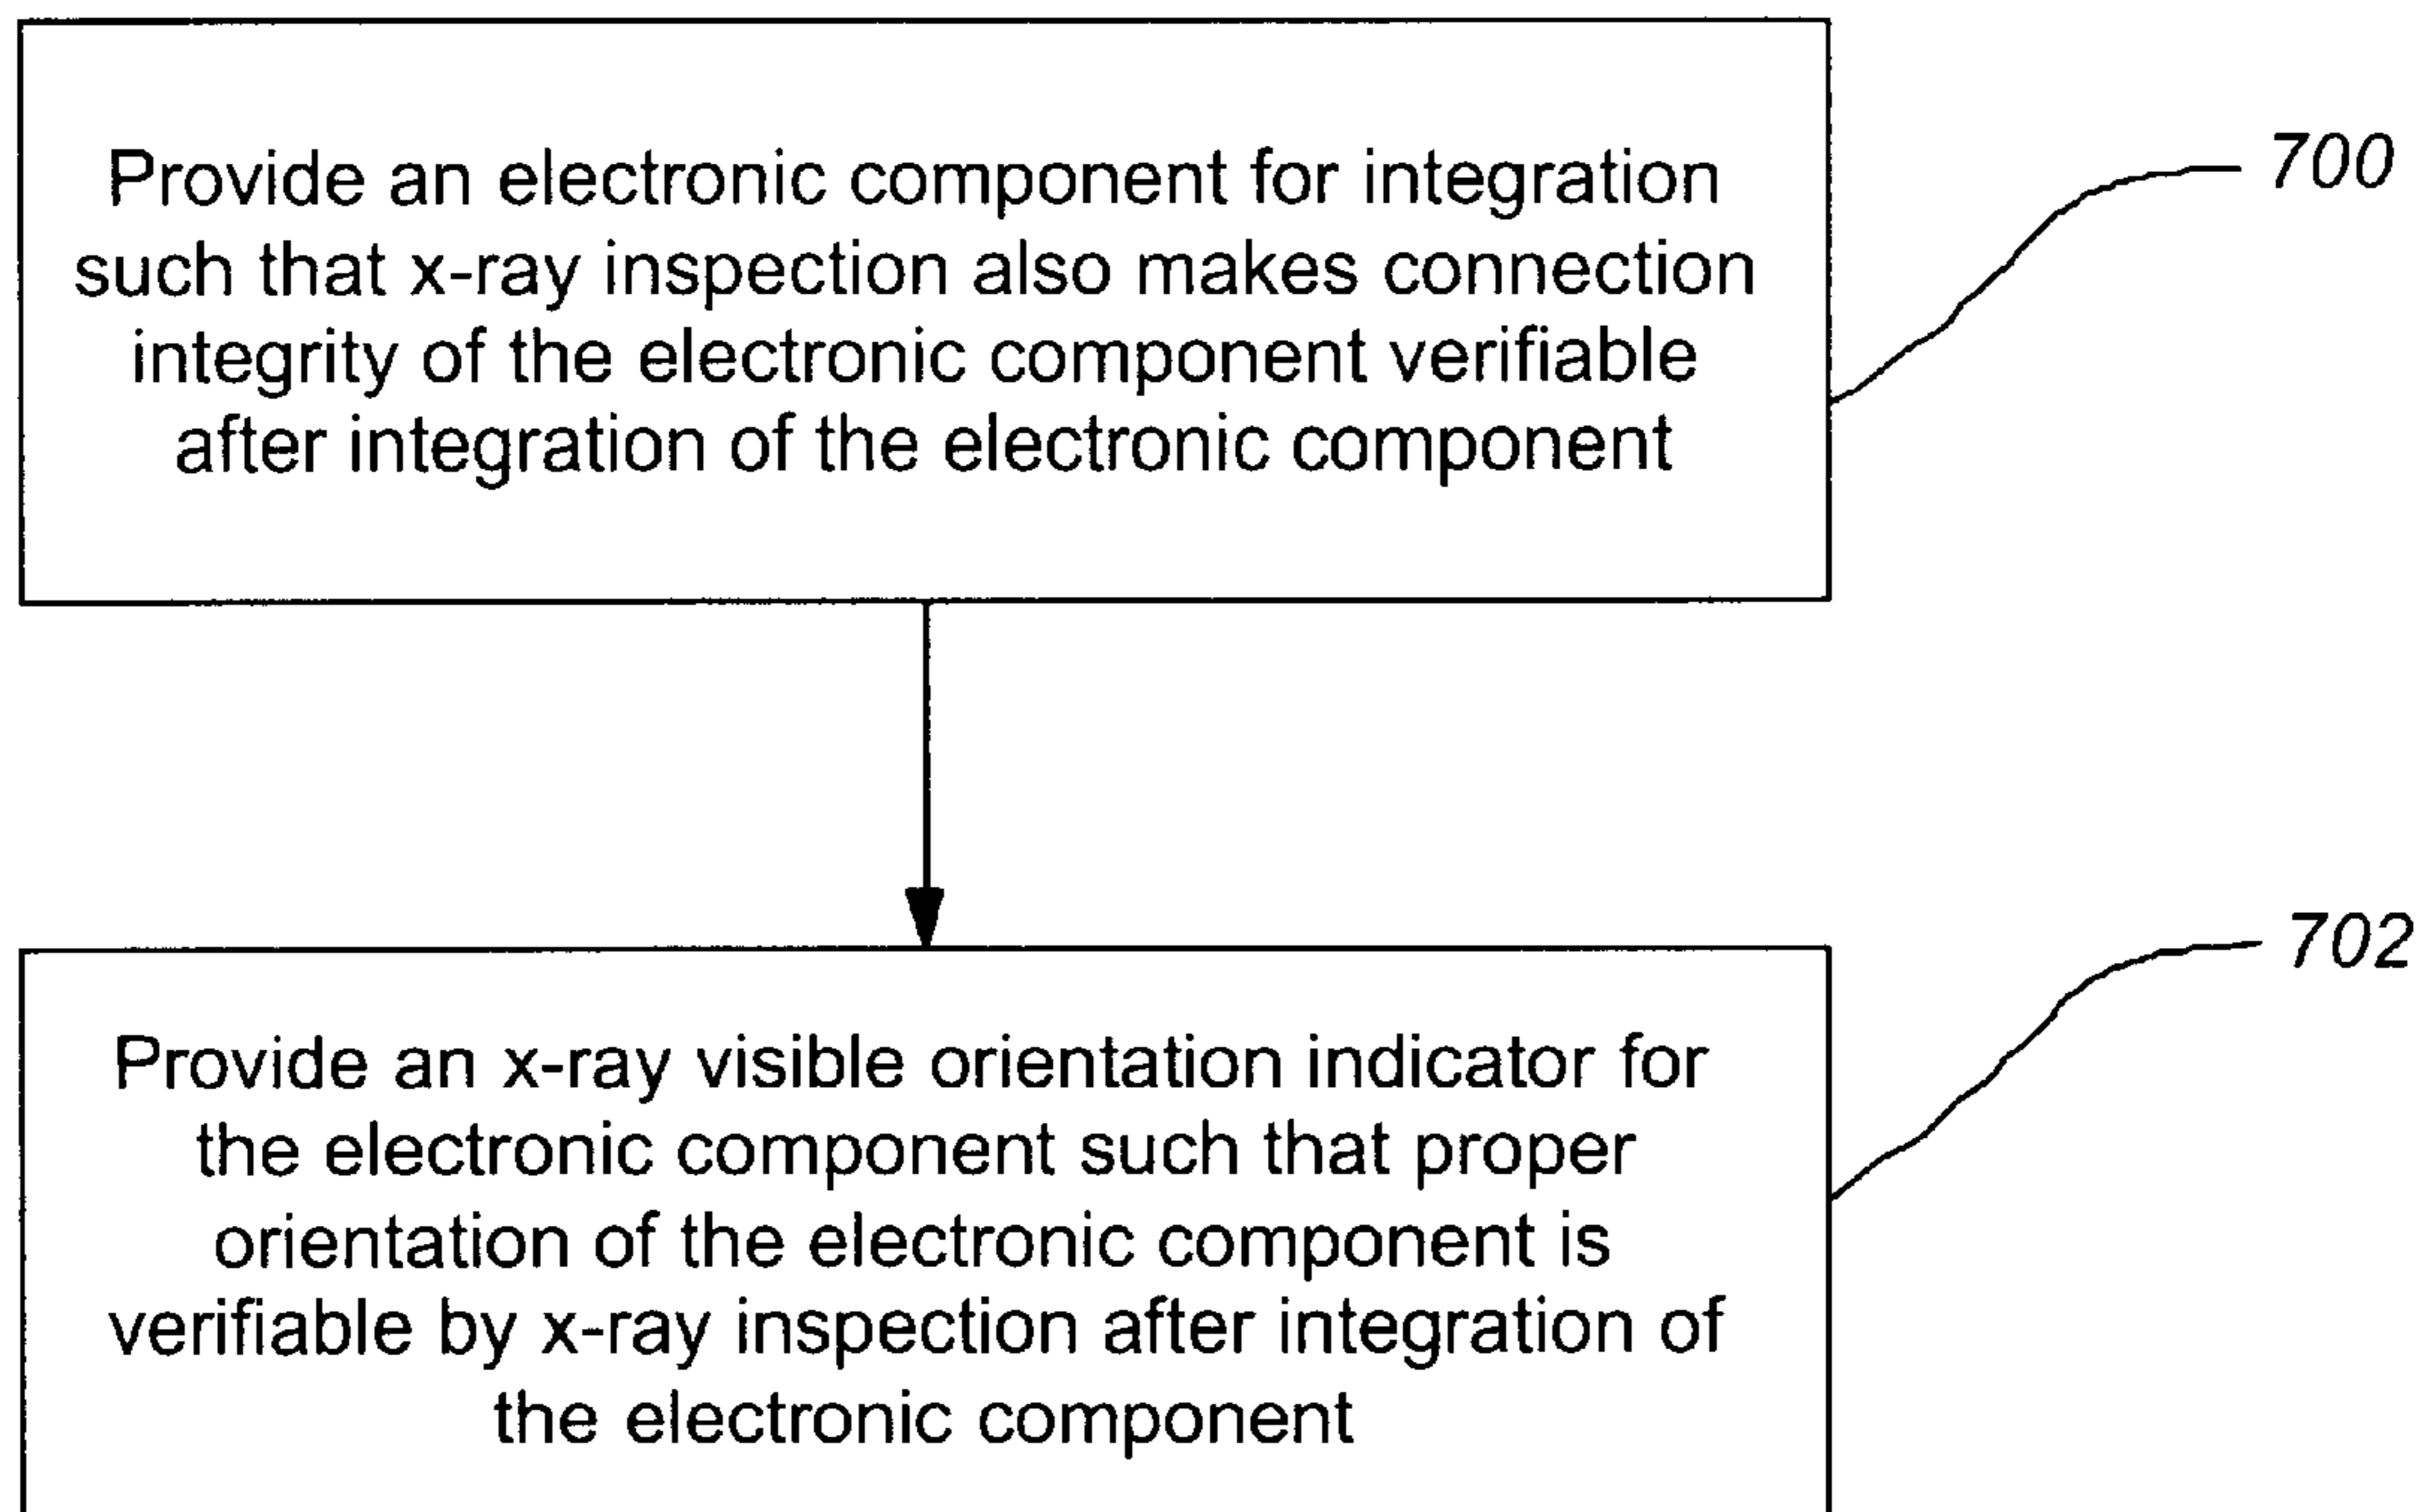 Provide an electronic component for integration
such that x-ray inspection also makes connection
integrity of the electronic component verifiable
after integration of the electronic component
700
Provide an x-ray visible orientation indicator for
the electronic component such that proper
orientation of the electronic component is
verifiable by x-ray inspection after integration of
the electronic component
702